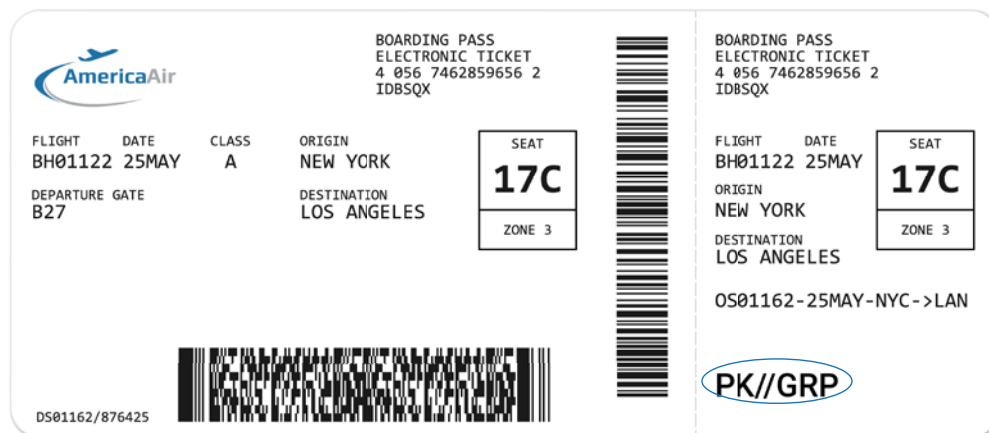 AmericaAir
BOARDING PASS
ELECTRONIC TICKET
4 056 7462859656 2
IDBSQX
FLIGHT DATE CLASS ORIGIN
BH01122 25MAY A NEW YORK
DEPARTURE GATE DESTINATION
B27 LOS ANGELES
SEAT
17C
ZONE 3
DS01162/876425
BOARDING PASS
ELECTRONIC TICKET
4 056 7462859656 2
IDBSQX
FLIGHT DATE
BH01122 25MAY
ORIGIN
NEW YORK
DESTINATION
LOS ANGELES
SEAT
17C
ZONE 3
OS01162-25MAY-NYC->LAN
PK//GRP